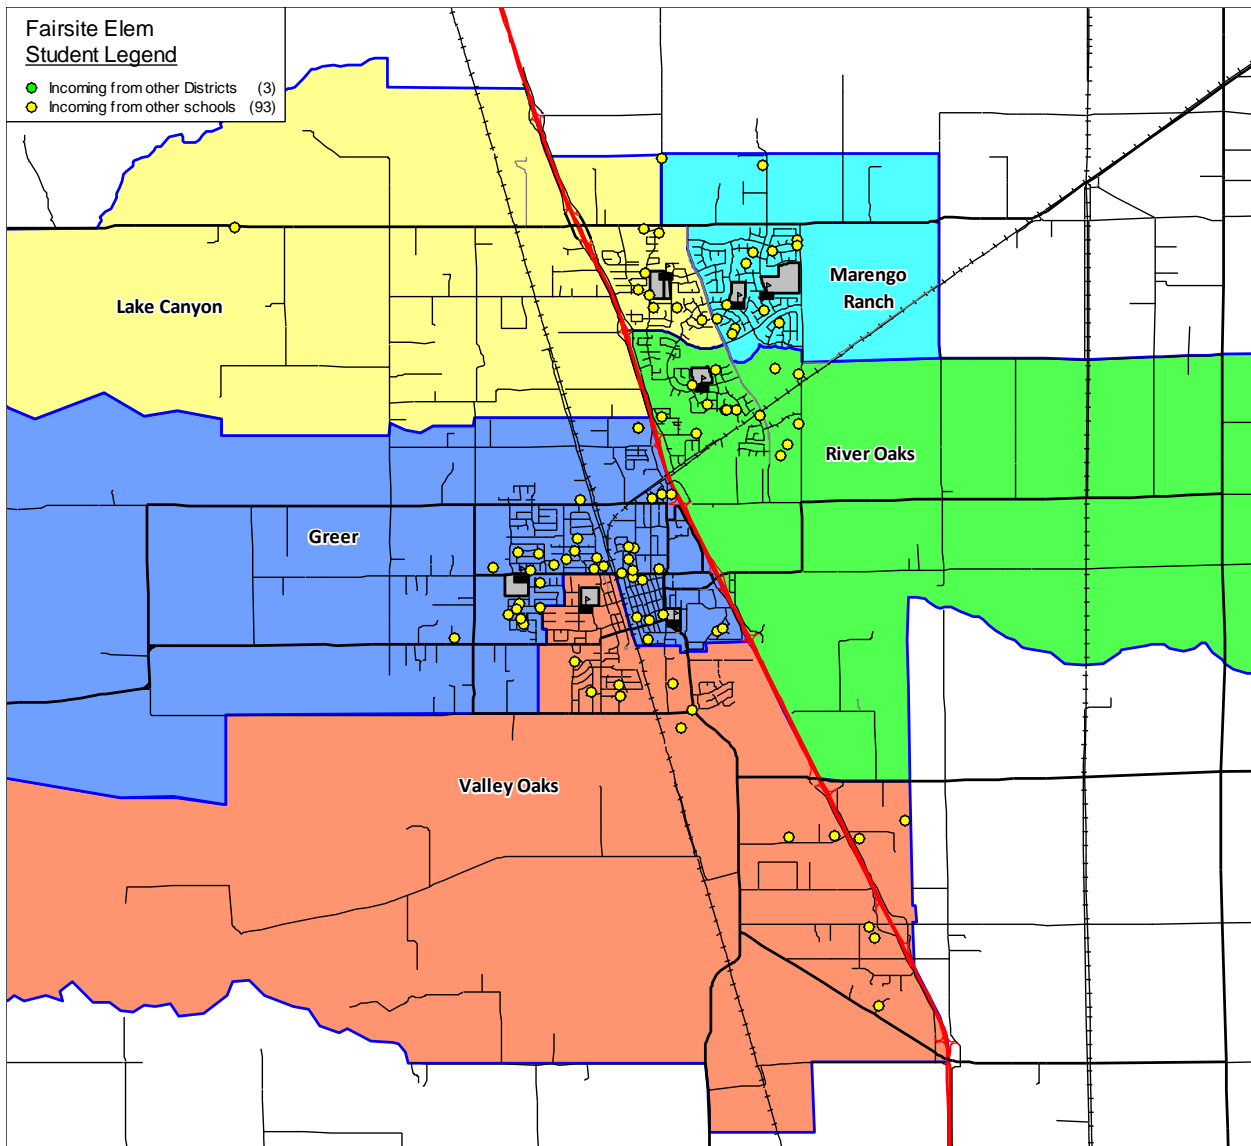 Fairsite Elem
Student Legend
Incoming from other Districts (3)
Incoming from other schools (93)
Lake Canyon
Marengo
Ranch
River Oaks
Greer
Valley Oaks